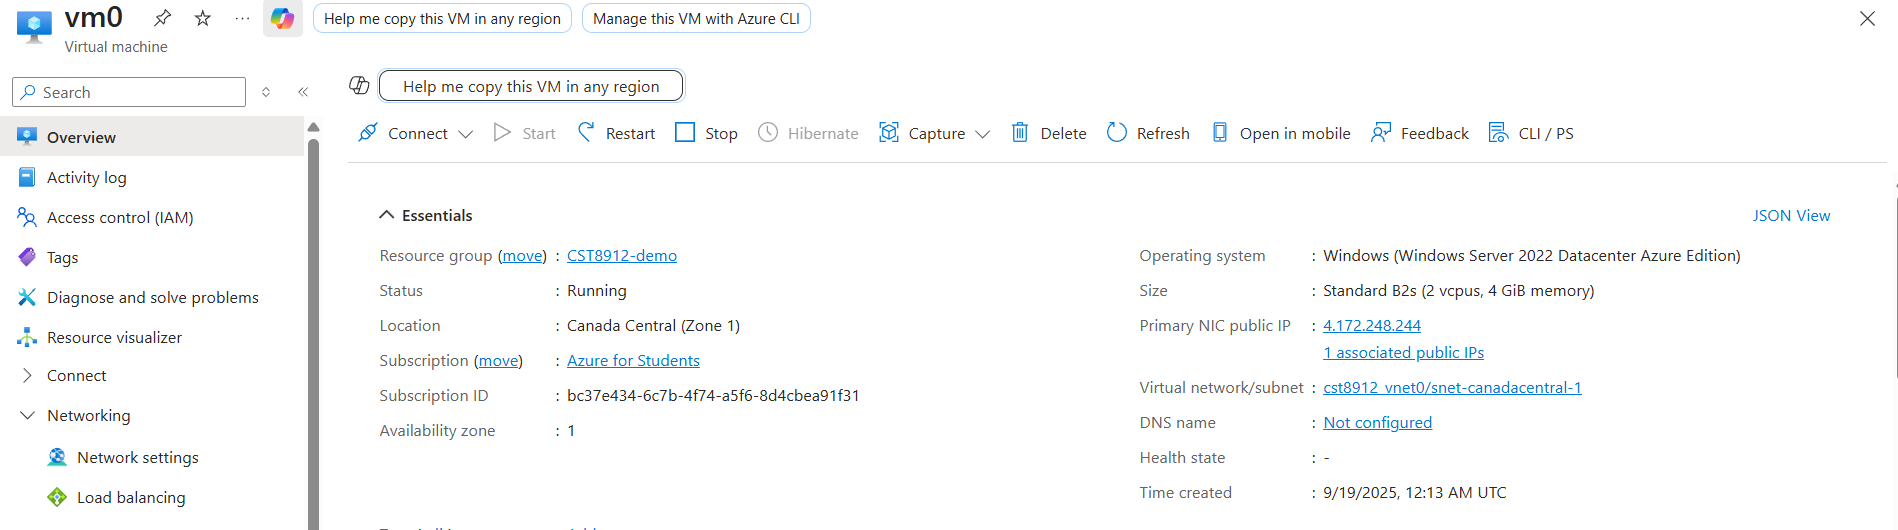 vm0
Help me copy this VM in any region
Manage this VM with Azure CLI
Virtual machine
Search
Overview
Activity log
Access control (IAM)
Tags
Diagnose and solve problems
Resource visualizer
Connect
Networking
Network settings
Load balancing
Help me copy this VM in any region
Connect
Start
Restart
Stop
Hibernate
Capture
Delete
Refresh
Open in mobile
Feedback
CLI / PS
Essentials
JSON View
Resource group (move) : CST8912-demo
Status : Running
Location : Canada Central (Zone 1)
Subscription (move) : Azure for Students
Subscription ID : bc37e434-6c7b-4f74-a5f6-8d4cbea91f31
Availability zone : 1
Operating system : Windows (Windows Server 2022 Datacenter Azure Edition)
Size : Standard B2s (2 vcpus, 4 GiB memory)
Primary NIC public IP : 4.172.248.244
1 associated public IPs
Virtual network/subnet : cst8912_vnet0/snet-canadacentral-1
DNS name : Not configured
Health state : -
Time created : 9/19/2025, 12:13 AM UTC